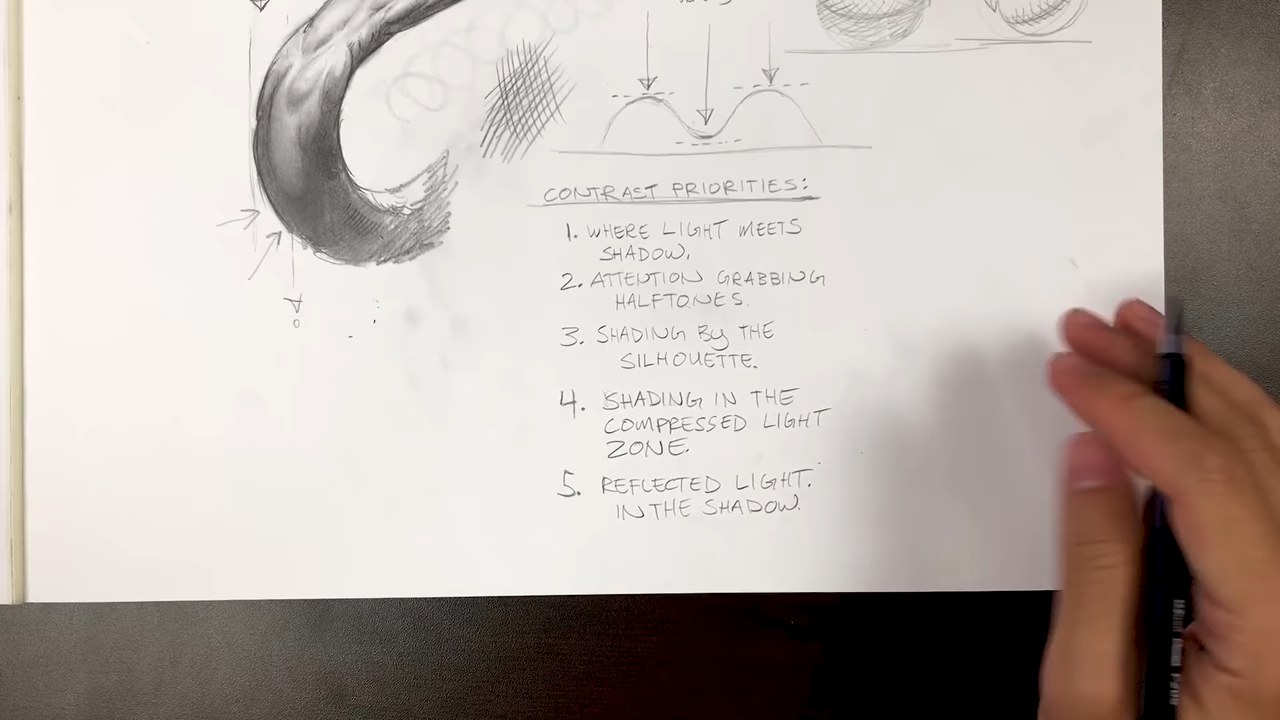 CONTRAST PRIORITIES:
1. WHERE LIGHT MEETS
SHADOW.
2. ATTENTION GRABBING
HALFTONES.
3. SHADING BY THE
SILHOUETTE.
4. SHADING IN THE
COMPRESSED LIGHT
ZONE.
5. REFLECTED LIGHT.
IN THE SHADOW.